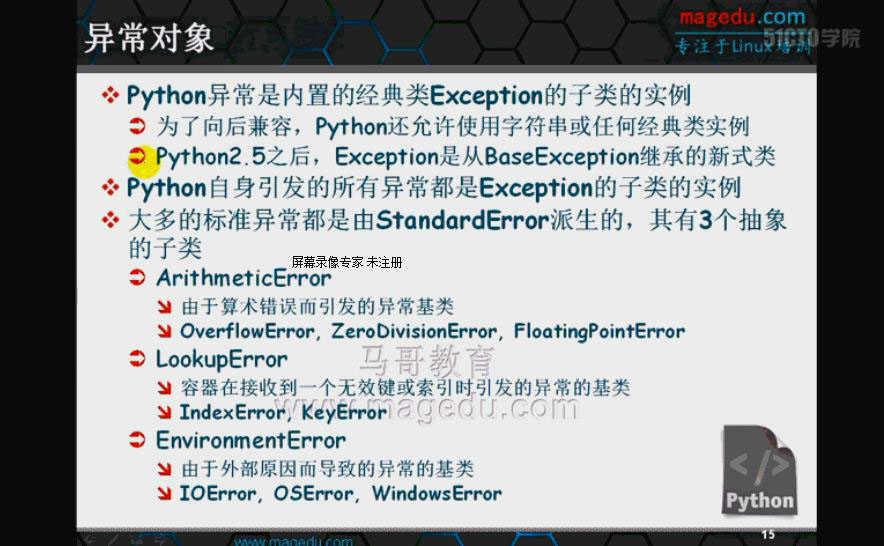 异常对象
magedu.com
专注于Linux培训
51CTO学院
Python异常是内置的经典类Exception的子类的实例
为了向后兼容，Python还允许使用字符串或任何经典类实例
Python2.5之后，Exception是从BaseException继承的新式类
Python自身引发的所有异常都是Exception的子类的实例
大多的标准异常都是由StandardError派生的，其有3个抽象
的子类
屏幕录像专家 未注册
ArithmeticError
由于算术错误而引发的异常基类
OverflowError, ZeroDivisionError, FloatingPointError
LookupError
马哥教育
容器在接收到一个无效键或索引时引发的异常的基类
www.magedu.com
IndexError, KeyError
EnvironmentError
由于外部原因而导致的异常的基类
IOError, OSError, WindowsError
</>
Python
15
www.magedu.com